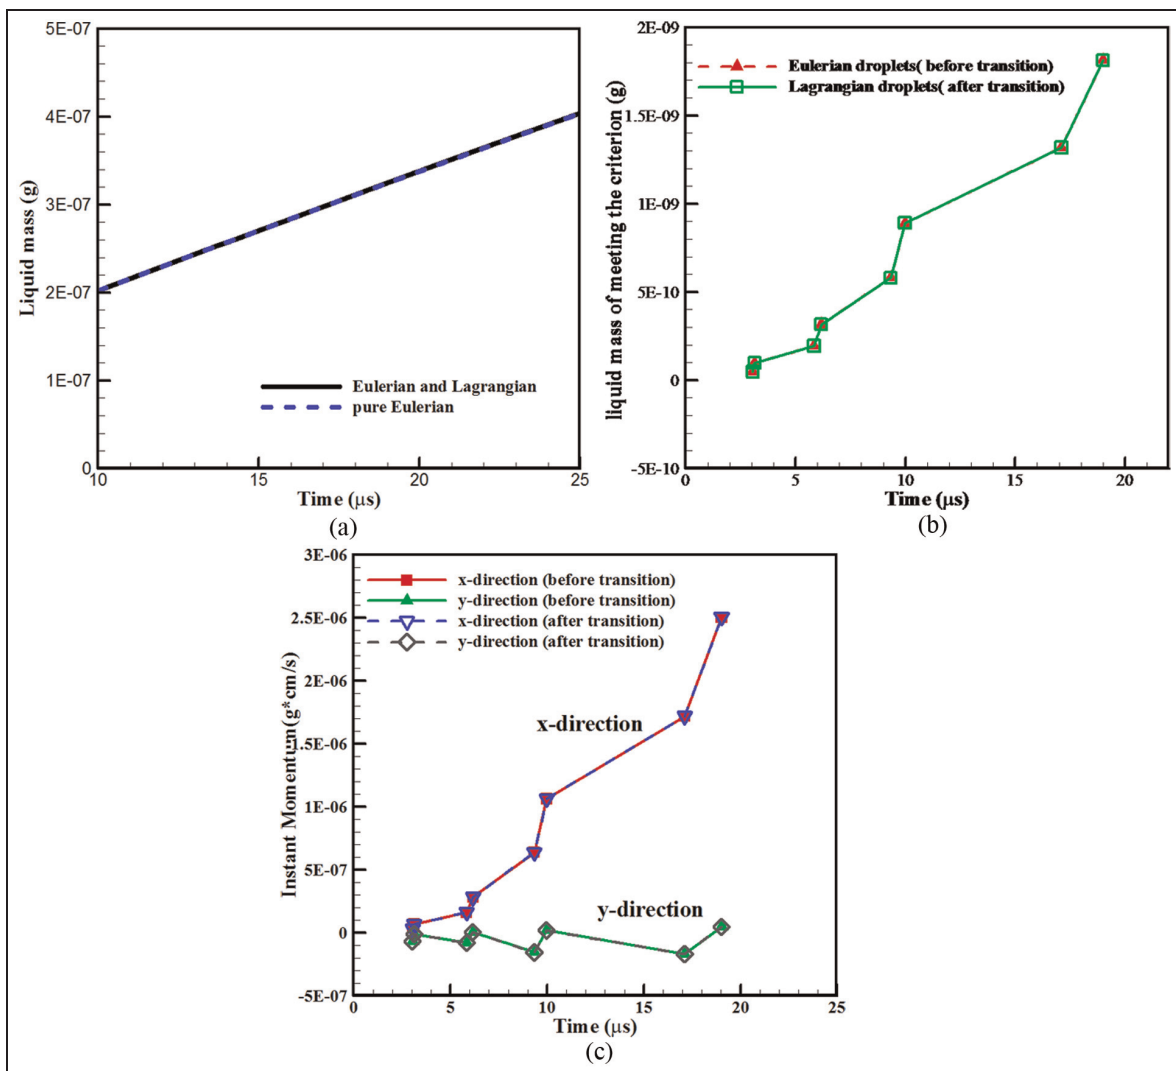 5E-07
4E-07
3E-07
2E-07
1E-07
0
Liquid mass (g)
Eulerian and Lagrangian
pure Eulerian
10
15
20
25
Time (μs)
(a)
2E-09
1.5E-09
1E-09
5E-10
0
-5E-10
liquid mass of meeting the criterion (g)
Eulerian droplets( before transition)
Lagrangian droplets( after transition)
0
5
10
15
20
Time (μs)
(b)
3E-06
2.5E-06
2E-06
1.5E-06
1E-06
5E-07
0
-5E-07
Instant Momentum(g*cm/s)
x-direction (before transition)
y-direction (before transition)
x-direction (after transition)
y-direction (after transition)
x-direction
y-direction
0
5
10
15
20
25
Time (μs)
(c)